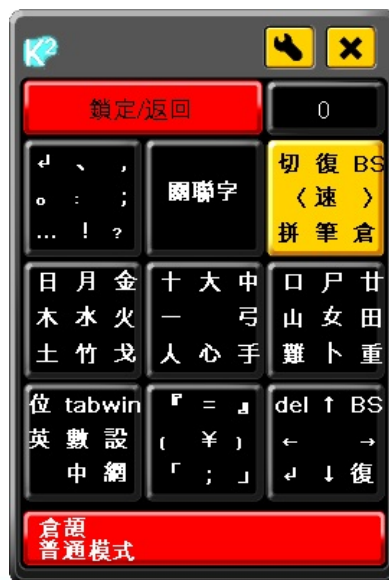 K2
鎖定/返回 0
↲ 、 , 切 復 BS
。 : ; 關聯字 〈 速 〉
… ! ? 拼 筆 倉
日 月 金 十 大 中 口 尸 廿
木 水 火 一 弓 山 女 田
土 竹 戈 人 心 手 難 卜 重
位 tab win 『 = 』 del ↑ BS
英 數 設 ( ¥ ) ← →
中 網 「 ; 」 ↲ ↓ 復
倉頡
普通模式